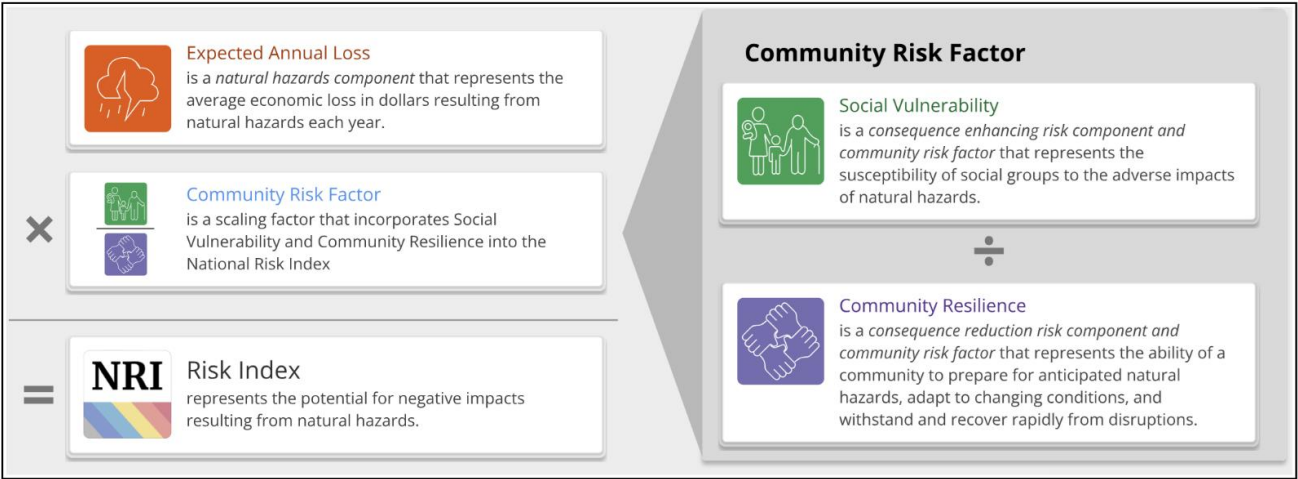 Expected Annual Loss
is a natural hazards component that represents the
average economic loss in dollars resulting from
natural hazards each year.
×
Community Risk Factor
is a scaling factor that incorporates Social
Vulnerability and Community Resilience into the
National Risk Index
=
NRI
Risk Index
represents the potential for negative impacts
resulting from natural hazards.
Community Risk Factor
Social Vulnerability
is a consequence enhancing risk component and
community risk factor that represents the
susceptibility of social groups to the adverse impacts
of natural hazards.
÷
Community Resilience
is a consequence reduction risk component and
community risk factor that represents the ability of a
community to prepare for anticipated natural
hazards, adapt to changing conditions, and
withstand and recover rapidly from disruptions.